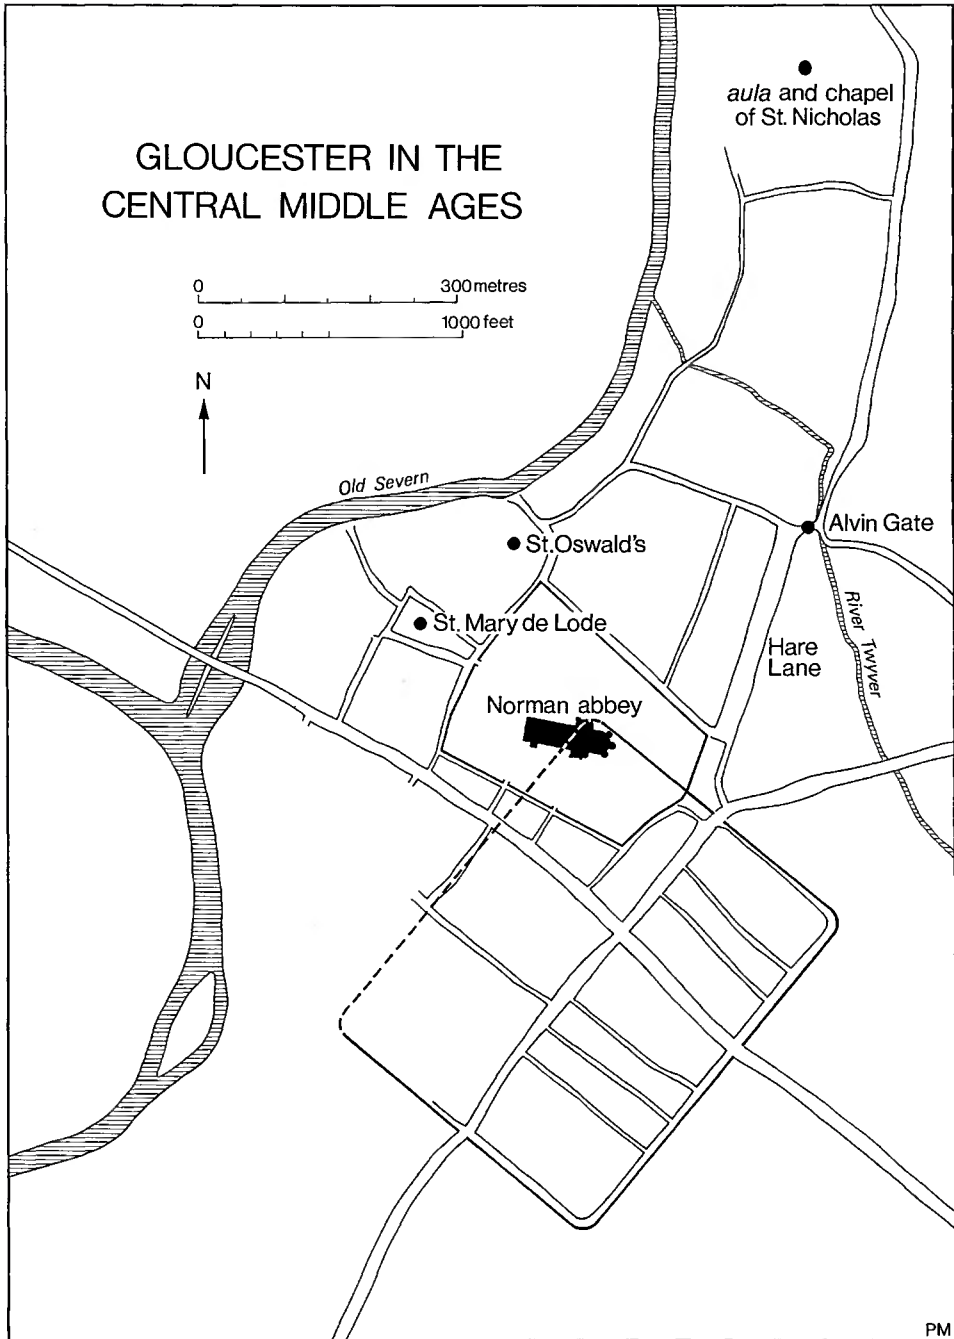 aula and chapel
of St. Nicholas
GLOUCESTER IN THE
CENTRAL MIDDLE AGES
0 300 metres
0 1000 feet
N
Old Severn
Alvin Gate
St. Oswald's
River Twyver
St. Mary de Lode
Hare
Lane
Norman abbey
PM